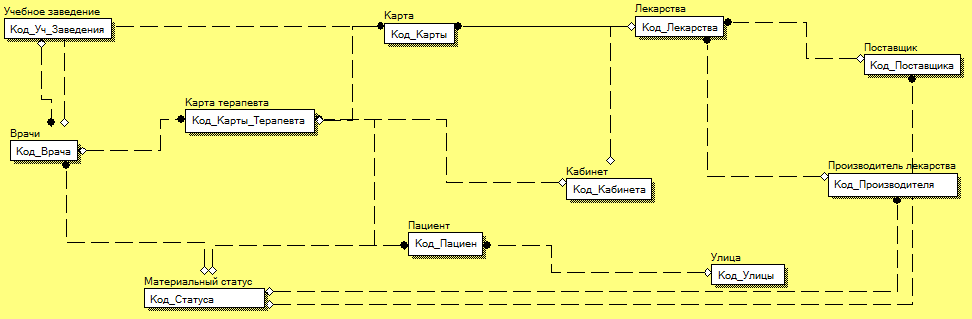 Учебное заведение
Код_Уч_Заведения
Карта
Код_Карты
Лекарства
Код_Лекарства
Поставщик
Код_Поставщика
Карта терапевта
Код_Карты_Терапевта
Врачи
Код_Врача
Кабинет
Код_Кабинета
Производитель лекарства
Код_Производителя
Пациент
Код_Пациен
Улица
Код_Улицы
Материальный статус
Код_Статуса